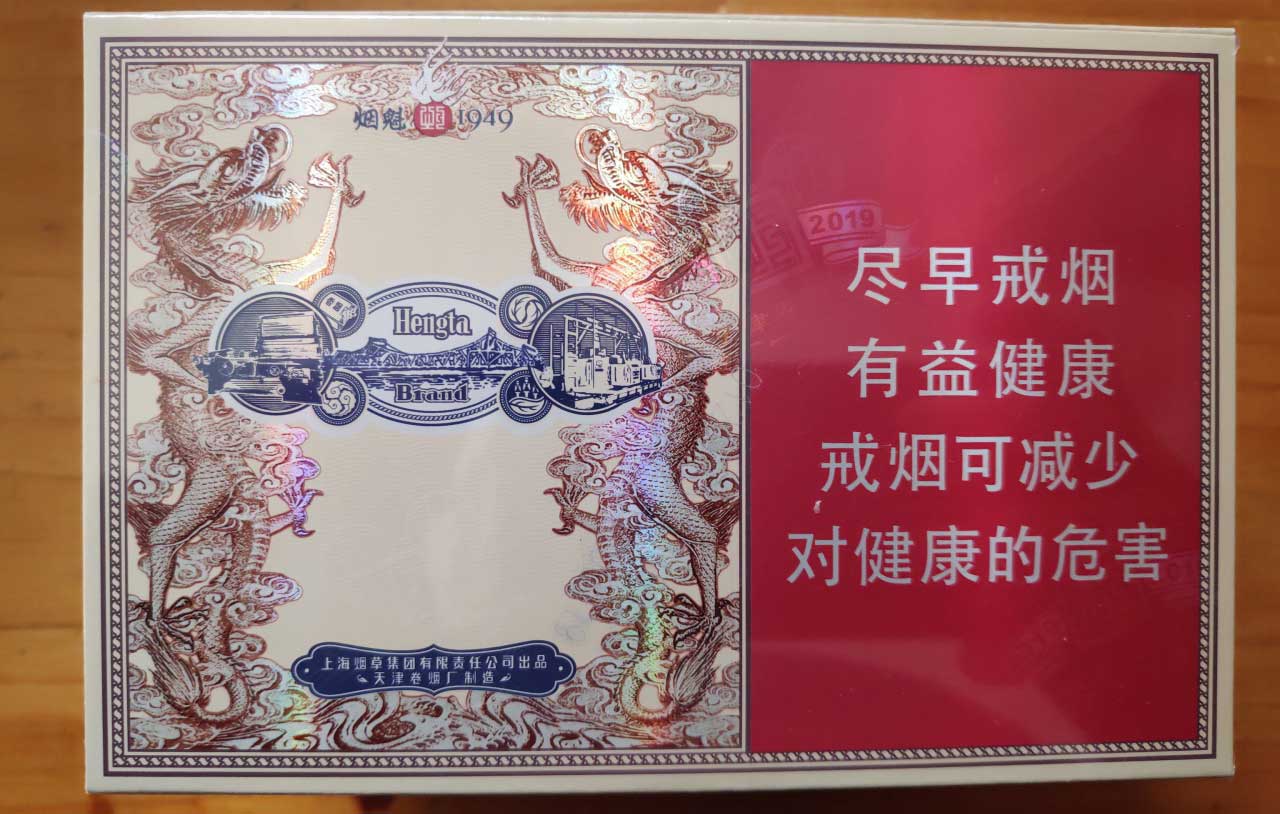 烟魁 1949
Hengta
Brand
上海烟草集团有限责任公司出品
天津卷烟厂制造
2019
尽早戒烟
有益健康
戒烟可减少
对健康的危害